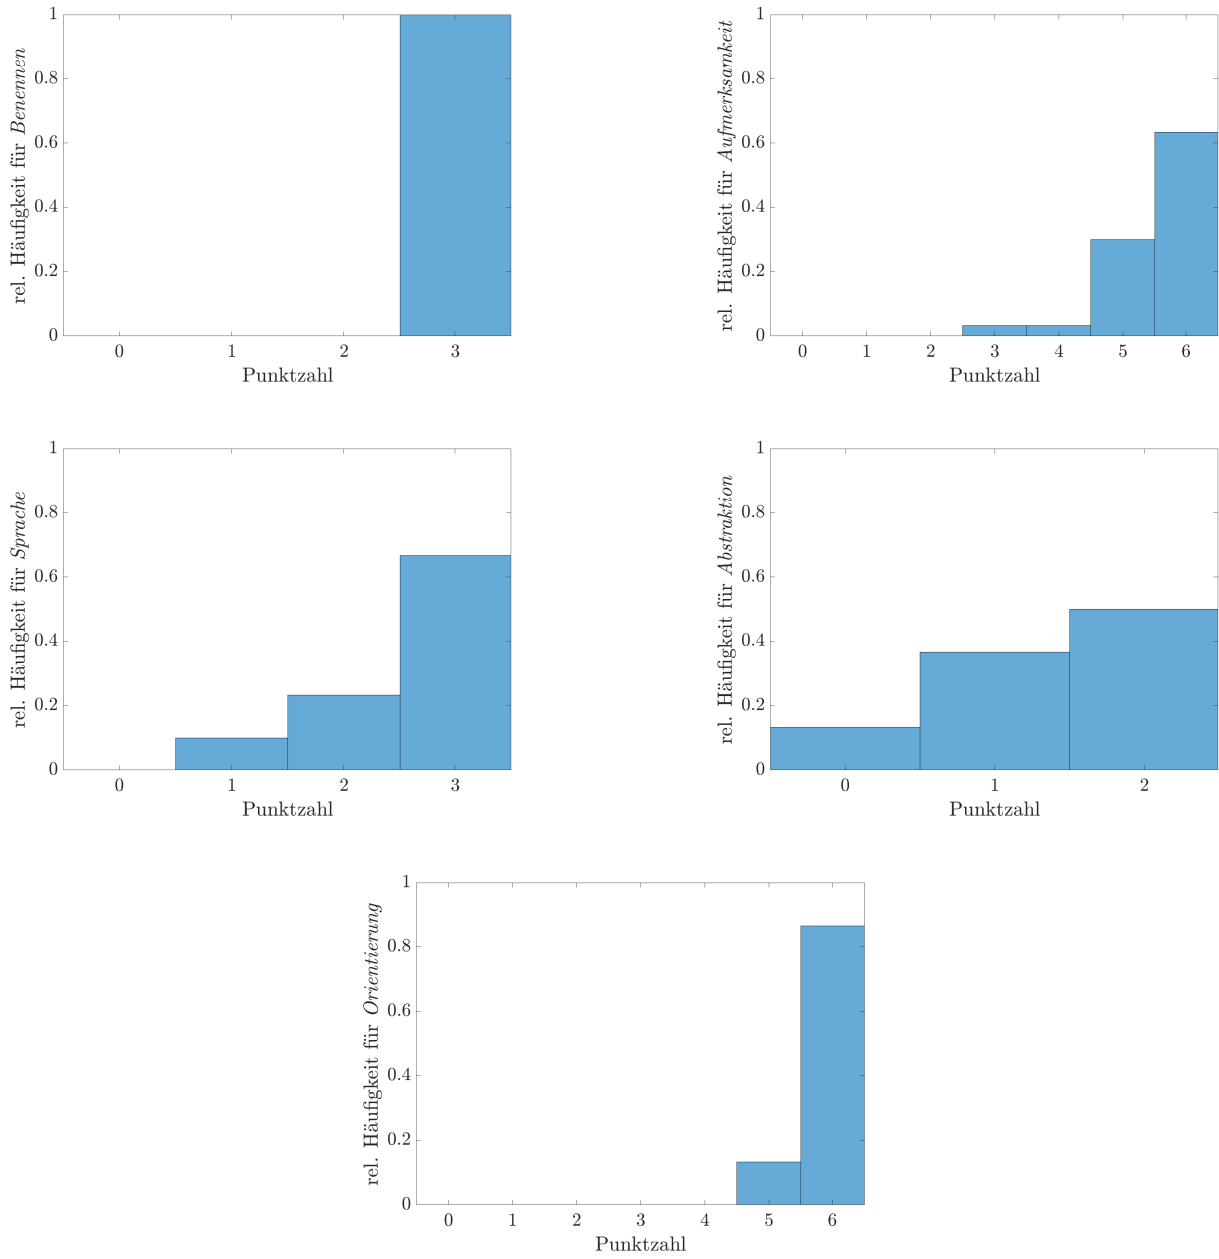 rel. Häufigkeit für Benennen
1
0.8
0.6
0.4
0.2
0
0 1 2 3
Punktzahl
rel. Häufigkeit für Aufmerksamkeit
1
0.8
0.6
0.4
0.2
0
0 1 2 3 4 5 6
Punktzahl
rel. Häufigkeit für Sprache
1
0.8
0.6
0.4
0.2
0
0 1 2 3
Punktzahl
rel. Häufigkeit für Abstraktion
1
0.8
0.6
0.4
0.2
0
0 1 2
Punktzahl
rel. Häufigkeit für Orientierung
1
0.8
0.6
0.4
0.2
0
0 1 2 3 4 5 6
Punktzahl